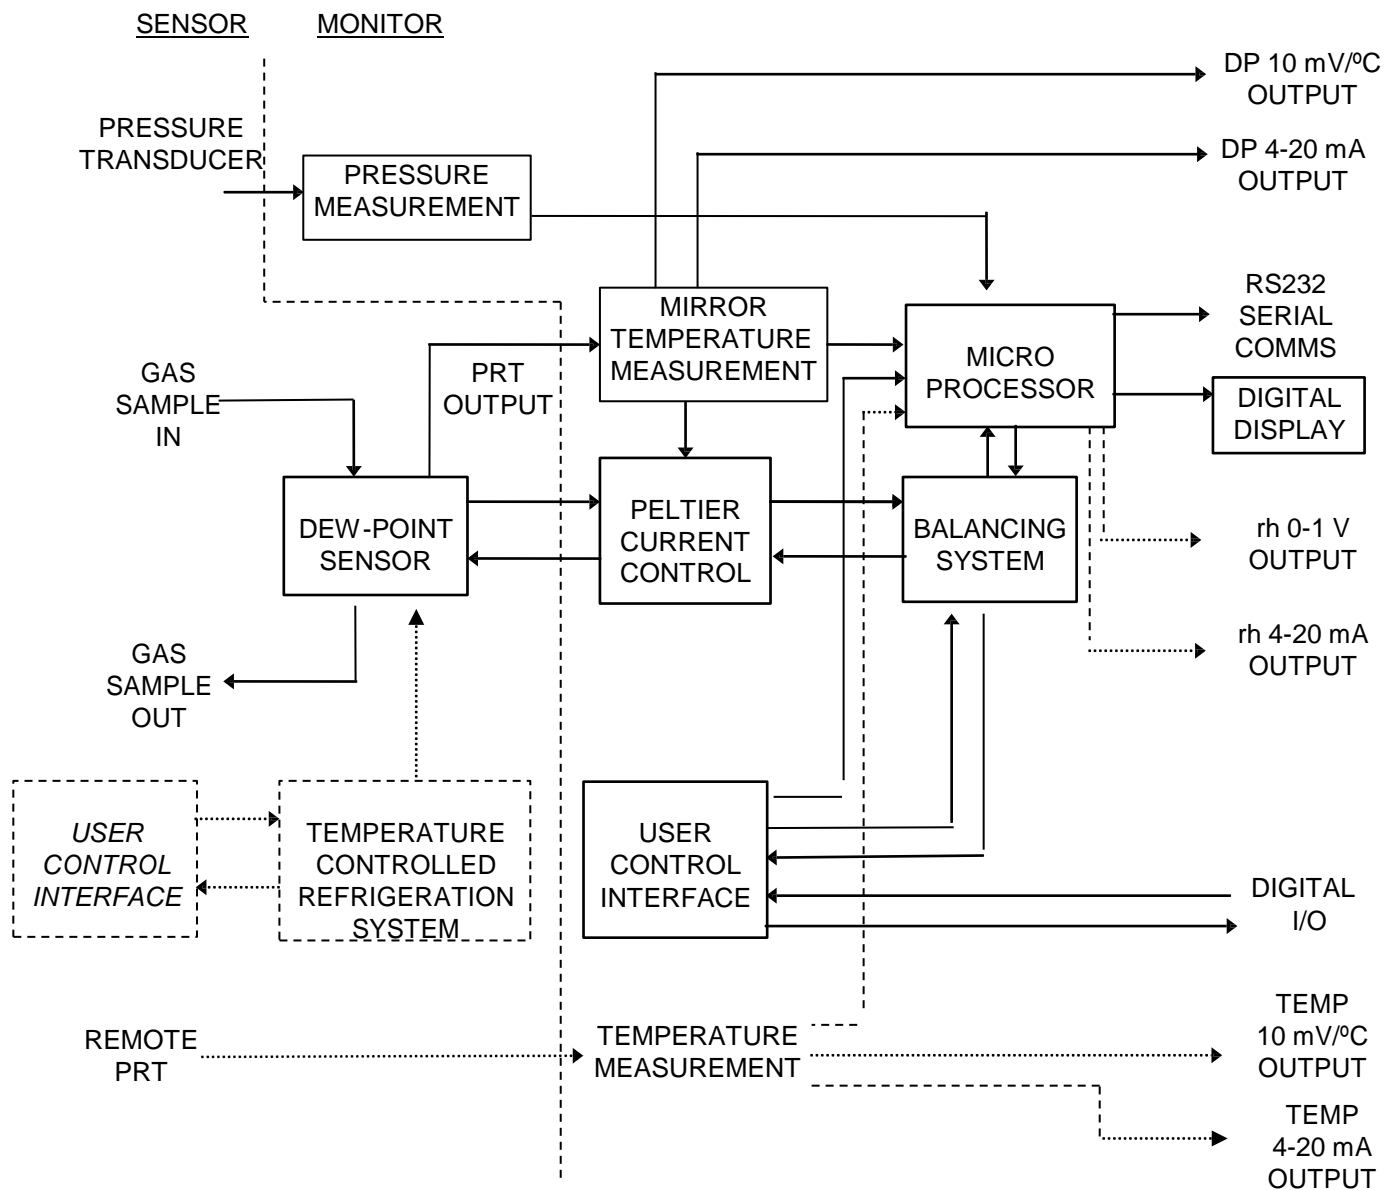 SENSOR
MONITOR
DP 10 mV/ºC
OUTPUT
PRESSURE
TRANSDUCER
DP 4-20 mA
OUTPUT
PRESSURE
MEASUREMENT
RS232
SERIAL
COMMS
MIRROR
TEMPERATURE
MEASUREMENT
MICRO
PROCESSOR
GAS
SAMPLE
IN
PRT
OUTPUT
DIGITAL
DISPLAY
DEW-POINT
SENSOR
PELTIER
CURRENT
CONTROL
BALANCING
SYSTEM
rh 0-1 V
OUTPUT
rh 4-20 mA
OUTPUT
GAS
SAMPLE
OUT
USER
CONTROL
INTERFACE
TEMPERATURE
CONTROLLED
REFRIGERATION
SYSTEM
USER
CONTROL
INTERFACE
DIGITAL
I/O
REMOTE
PRT
TEMPERATURE
MEASUREMENT
TEMP
10 mV/ºC
OUTPUT
TEMP
4-20 mA
OUTPUT